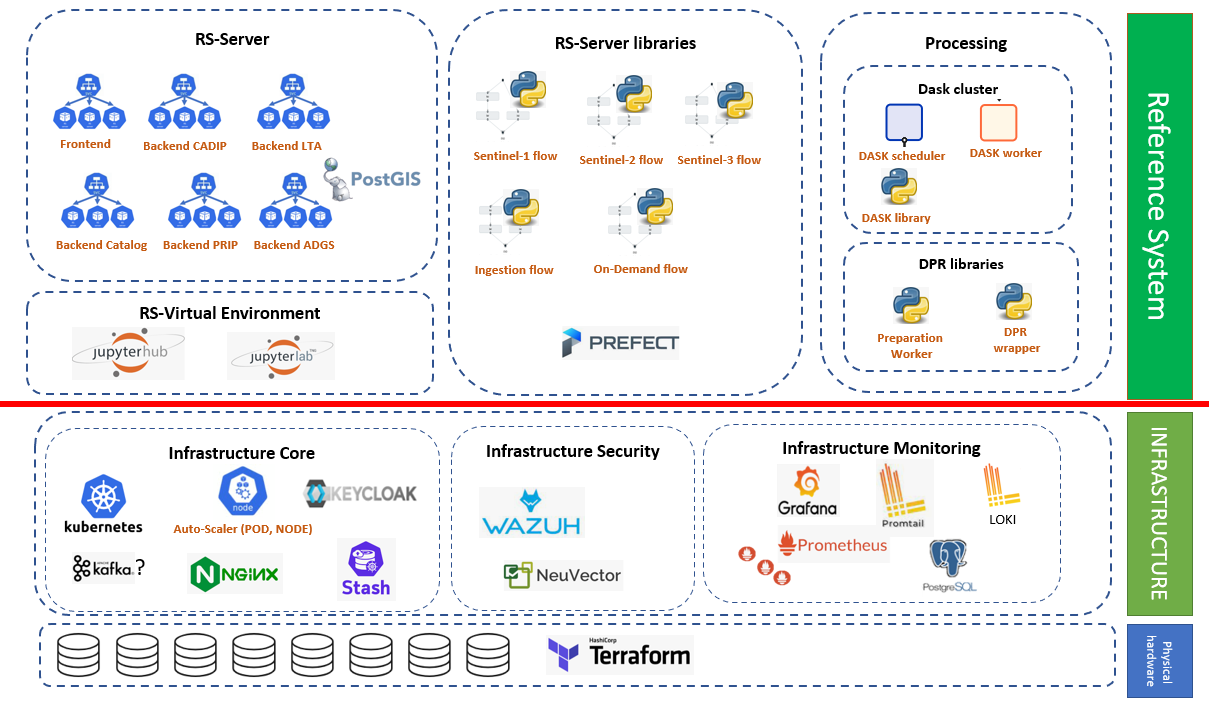 RS-Server
Frontend
Backend CADIP
Backend LTA
PostGIS
Backend Catalog
Backend PRIP
Backend ADGS
RS-Virtual Environment
jupyterhub
jupyterlab™
RS-Server libraries
Sentinel-1 flow
Sentinel-2 flow
Sentinel-3 flow
Ingestion flow
On-Demand flow
PREFECT
Processing
Dask cluster
DASK scheduler
DASK worker
DASK library
DPR libraries
Preparation
Worker
DPR
wrapper
Reference System
Infrastructure Core
kubernetes
node
Auto-Scaler (POD, NODE)
KEYCLOAK
kafka ?
NGINX
Stash
Infrastructure Security
WAZUH
NeuVector
Infrastructure Monitoring
Grafana
Promtail
LOKI
Prometheus
PostgreSQL
INFRASTRUCTURE
HashiCorp
Terraform
Physical
hardware